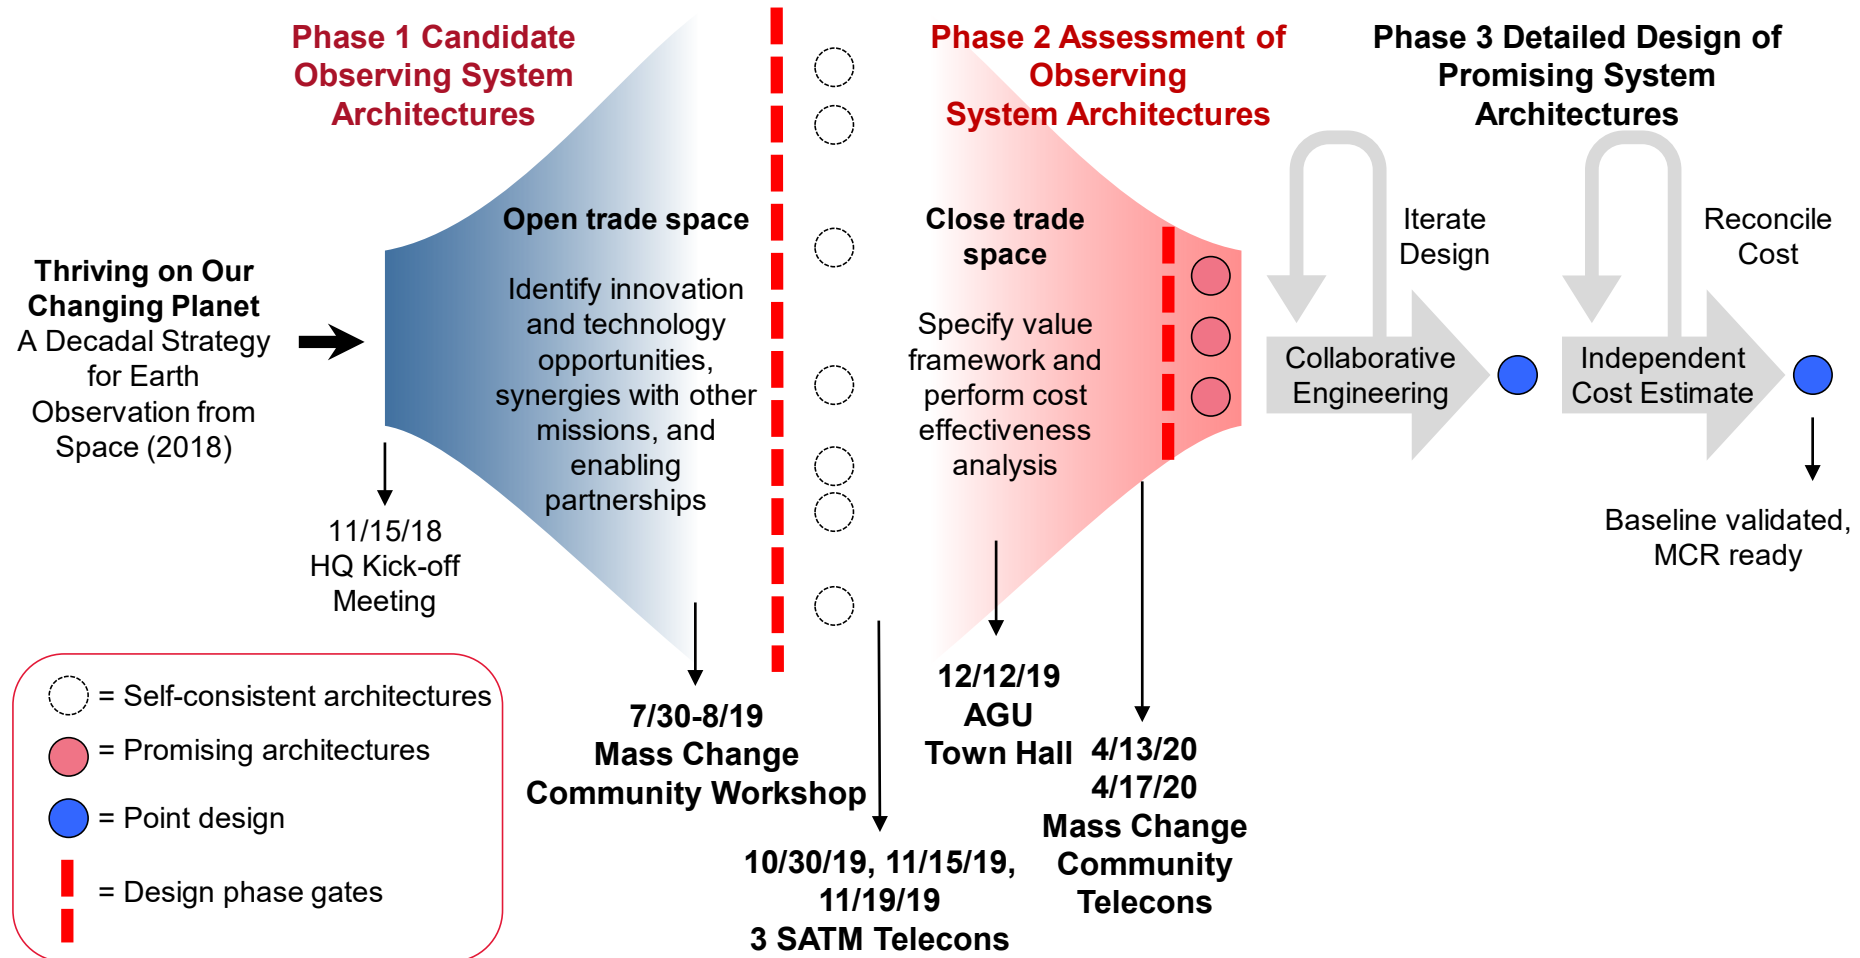 Phase 1 Candidate
Observing System
Architectures
Phase 2 Assessment of
Observing
System Architectures
Phase 3 Detailed Design of
Promising System
Architectures
Thriving on Our
Changing Planet
A Decadal Strategy
for Earth
Observation from
Space (2018)
Open trade space
Identify innovation
and technology
opportunities,
synergies with other
missions, and
enabling
partnerships
Close trade
space
Specify value
framework and
perform cost
effectiveness
analysis
Iterate
Design
Collaborative
Engineering
Reconcile
Cost
Independent
Cost Estimate
Baseline validated,
MCR ready
11/15/18
HQ Kick-off
Meeting
7/30-8/19
Mass Change
Community Workshop
10/30/19, 11/15/19,
11/19/19
3 SATM Telecons
12/12/19
AGU
Town Hall
4/13/20
4/17/20
Mass Change
Community
Telecons
= Self-consistent architectures
= Promising architectures
= Point design
= Design phase gates